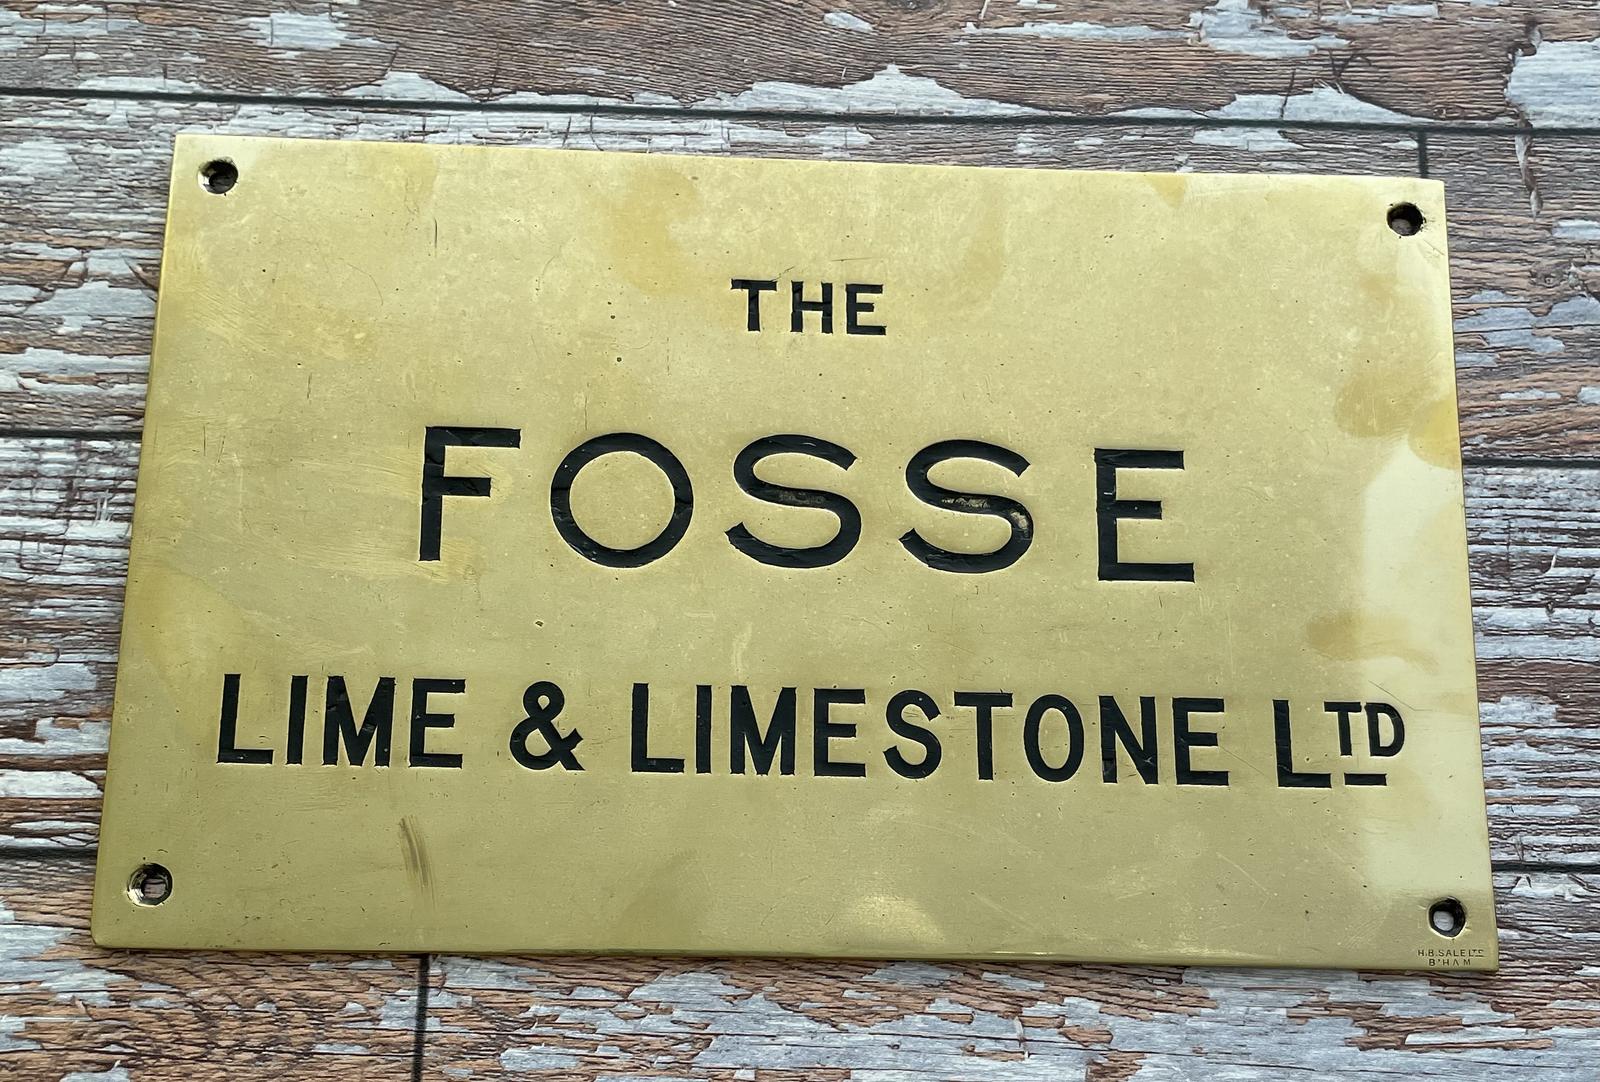 THE
FOSSE
LIME & LIMESTONE LTD
H.B.SALE LTD
B'HAM